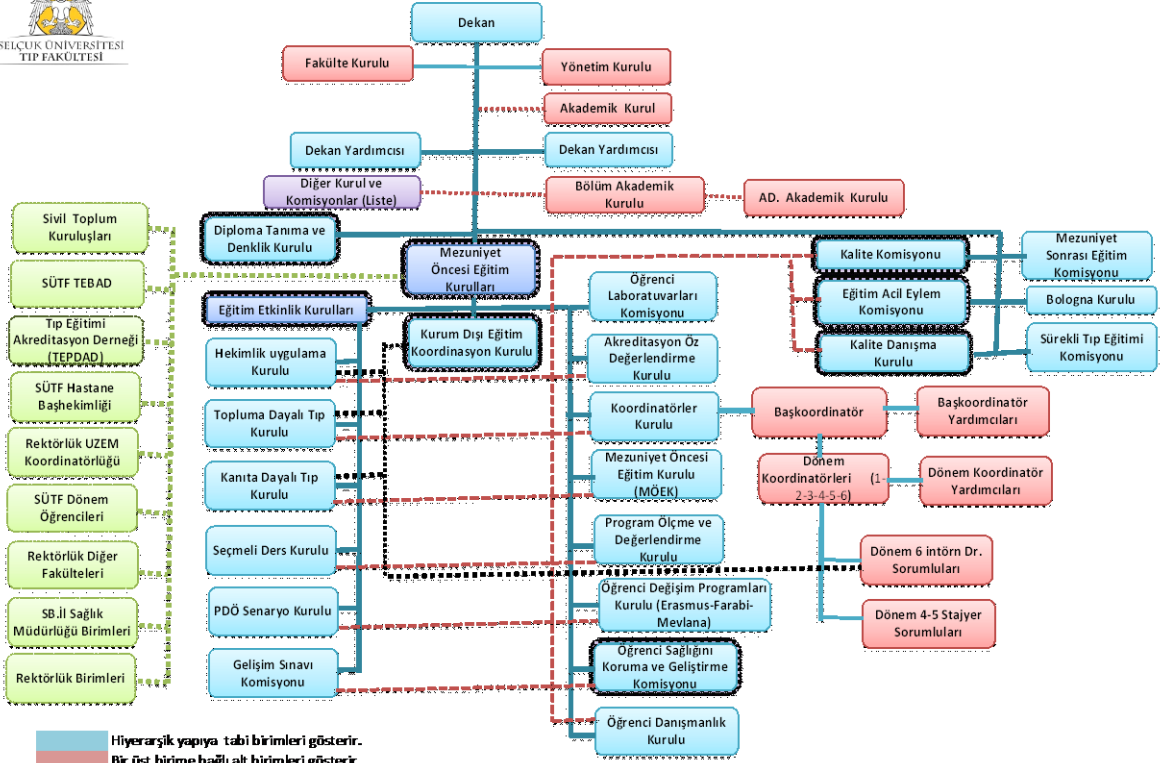 SELÇUK ÜNİVERSİTESİ
TIP FAKÜLTESİ
Dekan
Fakülte Kurulu
Yönetim Kurulu
Akademik Kurul
Dekan Yardımcısı
Dekan Yardımcısı
Diğer Kurul ve
Komisyonlar (Liste)
Bölüm Akademik
Kurulu
AD. Akademik Kurulu
Sivil Toplum
Kuruluşları
SÜTF TEBAD
Tıp Eğitimi
Akreditasyon Derneği
(TEPDAD)
SÜTF Hastane
Başhekimliği
Rektörlük UZEM
Koordinatörlüğü
SÜTF Dönem
Öğrencileri
Rektörlük Diğer
Fakülteleri
SB.İl Sağlık
Müdürlüğü Birimleri
Rektörlük Birimleri
Diploma Tanıma ve
Denklik Kurulu
Mezuniyet
Öncesi Eğitim
Kurulları
Eğitim Etkinlik Kurulları
Kurum Dışı Eğitim
Koordinasyon Kurulu
Hekimlik uygulama
Kurulu
Topluma Dayalı Tıp
Kurulu
Kanıta Dayalı Tıp
Kurulu
Seçmeli Ders Kurulu
PDÖ Senaryo Kurulu
Gelişim Sınavı
Komisyonu
Öğrenci
Laboratuvarları
Komisyonu
Akreditasyon Öz
Değerlendirme
Kurulu
Koordinatörler
Kurulu
Mezuniyet Öncesi
Eğitim Kurulu
(MÖEK)
Program Ölçme ve
Değerlendirme
Kurulu
Öğrenci Değişim Programları
Kurulu (Erasmus-Farabi-
Mevlana)
Öğrenci Sağlığını
Koruma ve Geliştirme
Komisyonu
Öğrenci Danışmanlık
Kurulu
Kalite Komisyonu
Eğitim Acil Eylem
Komisyonu
Kalite Danışma
Kurulu
Mezuniyet
Sonrası Eğitim
Komisyonu
Bologna Kurulu
Sürekli Tıp Eğitimi
Komisyonu
Başkoordinatör
Başkoordinatör
Yardımcıları
Dönem
Koordinatörleri (1-
2-3-4-5-6)
Dönem Koordinatör
Yardımcıları
Dönem 6 intörn Dr.
Sorumluları
Dönem 4-5 Stajyer
Sorumluları
Hiyerarşik yapıya tabi birimleri gösterir.
Bir üst birime bağlı alt birimleri gösterir